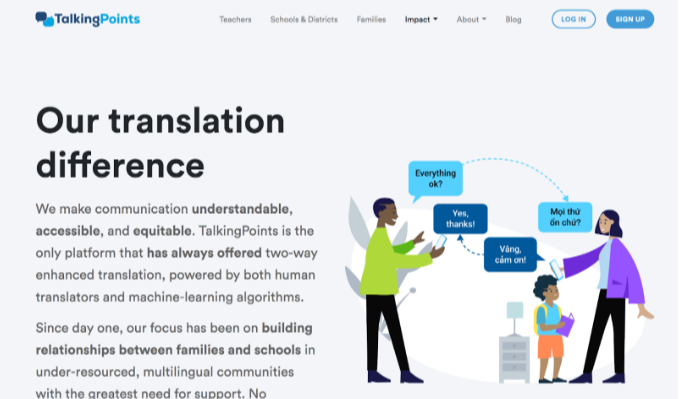 TalkingPoints
Teachers Schools & Districts Families Impact About Blog LOG IN SIGN UP
Our translation
difference
We make communication understandable,
accessible, and equitable. TalkingPoints is the
only platform that has always offered two-way
enhanced translation, powered by both human
translators and machine-learning algorithms.
Since day one, our focus has been on building
relationships between families and schools in
under-resourced, multilingual communities
with the greatest need for support. No
Everything
ok?
Yes,
thanks!
Mọi thứ
ổn chứ?
Vâng,
cảm ơn!